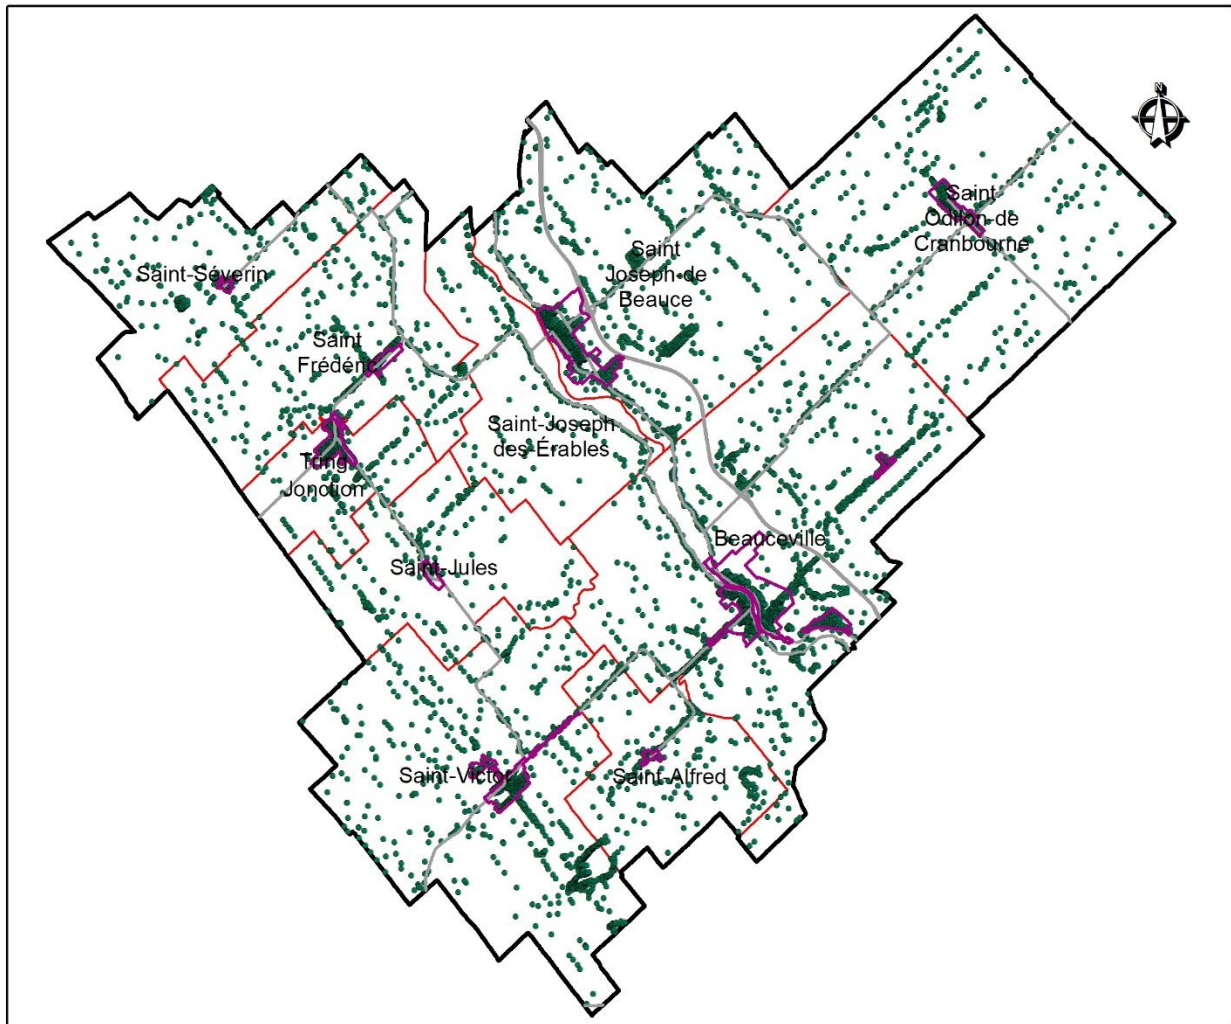 N
Saint
Odilon-de
Cranbourne
Saint
Joseph-de
Beauce
Saint-Séverin
Saint
Frédéric
Saint-Joseph
des-Érables
Tring
Jonction
Beauceville
Saint-Jules
Saint-Victor
Saint-Alfred